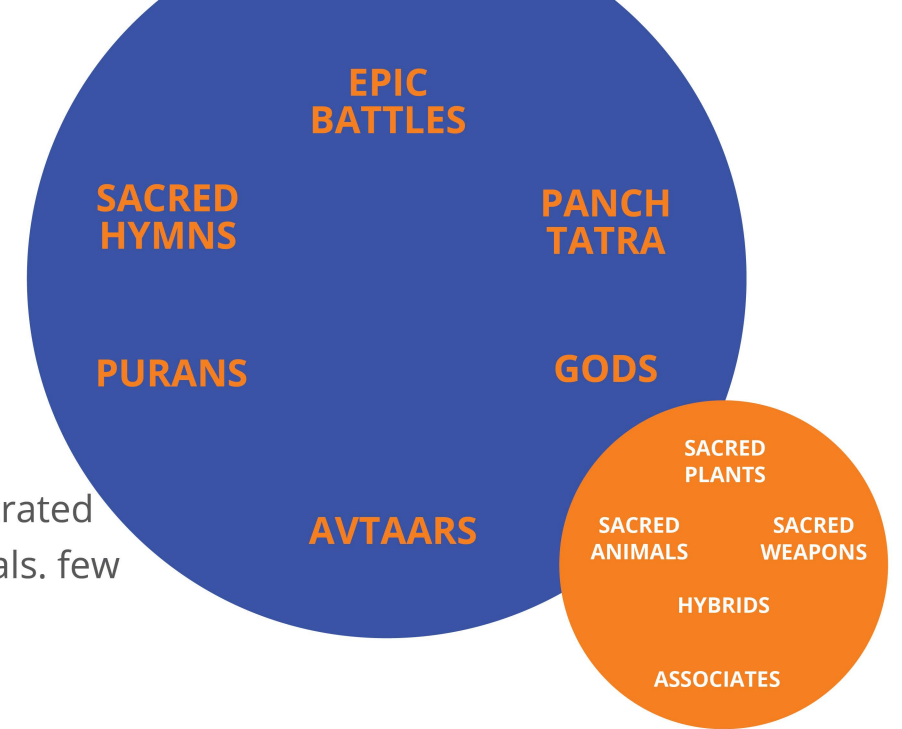 EPIC
BATTLES
SACRED
HYMNS
PANCH
TATRA
PURANS
GODS
AVTAARS
rated
als. few
SACRED
PLANTS
SACRED
ANIMALS
SACRED
WEAPONS
HYBRIDS
ASSOCIATES